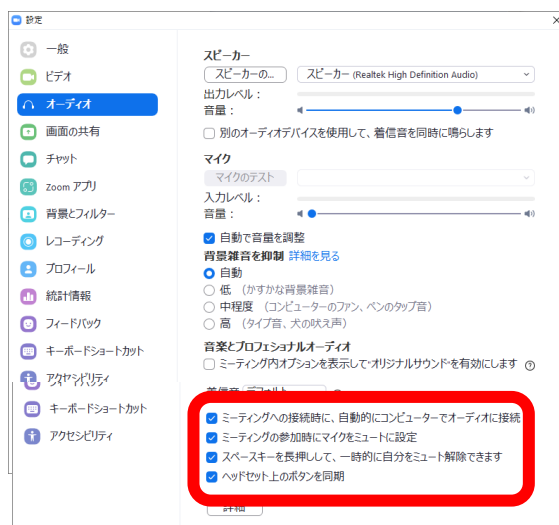 設定
一般
ビデオ
オーディオ
画面の共有
チャット
Zoom アプリ
背景とフィルター
レコーディング
プロフィール
統計情報
フィードバック
キーボードショートカット
アクセシビリティ
キーボードショートカット
アクセシビリティ
スピーカー
スピーカーの...
スピーカー (Realtek High Definition Audio)
出力レベル：
音量：
別のオーディオデバイスを使用して、着信音を同時に鳴らします
マイク
マイクのテスト
入力レベル：
音量：
自動で音量を調整
背景雑音を抑制 詳細を見る
自動
低 (かすかな背景雑音)
中程度 (コンピューターのファン、ペンのタップ音)
高 (タイプ音、犬の吠え声)
音楽とプロフェショナルオーディオ
ミーティング内オプションを表示して"オリジナルサウンド"を有効にします
着信音 デフォルト
ミーティングへの接続時に、自動的にコンピューターでオーディオに接続
ミーティングの参加時にマイクをミュートに設定
スペースキーを長押しして、一時的に自分をミュート解除できます
ヘッドセット上のボタンを同期
詳細